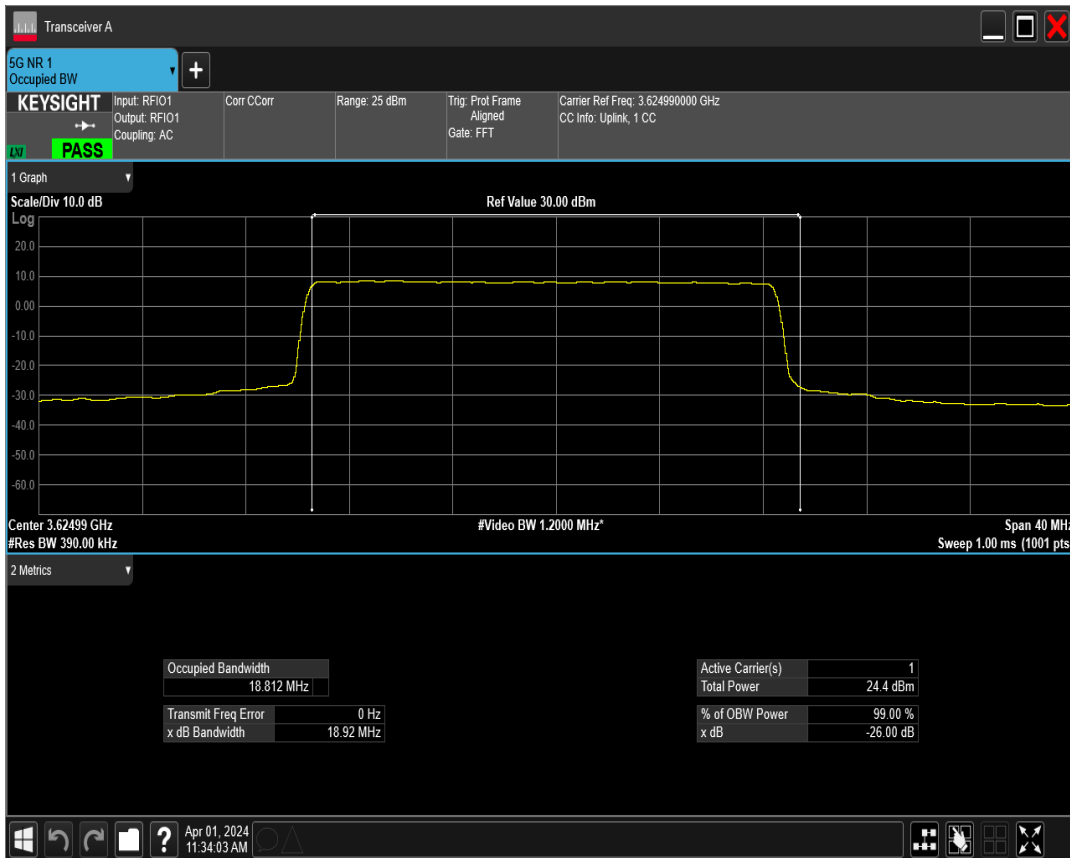 Transceiver A
5G NR 1
Occupied BW
+
KEYSIGHT
Input: RFIO1
Output: RFIO1
Coupling: AC
Corr CCorr
Range: 25 dBm
Trig: Prot Frame
Aligned
Gate: FFT
Carrier Ref Freq: 3.624990000 GHz
CC Info: Uplink, 1 CC
LXI
PASS
1 Graph
Scale/Div 10.0 dB
Ref Value 30.00 dBm
Log
20.0
10.0
0.00
-10.0
-20.0
-30.0
-40.0
-50.0
-60.0
Center 3.62499 GHz
#Video BW 1.2000 MHz*
Span 40 MHz
#Res BW 390.00 kHz
Sweep 1.00 ms (1001 pts
2 Metrics
Occupied Bandwidth
18.812 MHz
Transmit Freq Error 0 Hz
x dB Bandwidth 18.92 MHz
Active Carrier(s) 1
Total Power 24.4 dBm
% of OBW Power 99.00 %
x dB -26.00 dB
?
Apr 01, 2024
11:34:03 AM